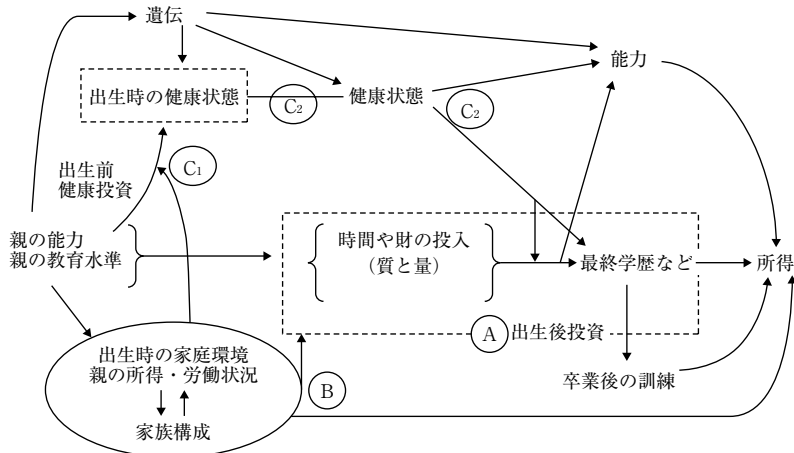 遺伝
能力
出生時の健康状態
C₂
健康状態
C₂
出生前
健康投資
C₁
親の能力
親の教育水準
時間や財の投入
(質と量)
最終学歴など
所得
A 出生後投資
出生時の家庭環境
親の所得・労働状況
家族構成
B
卒業後の訓練